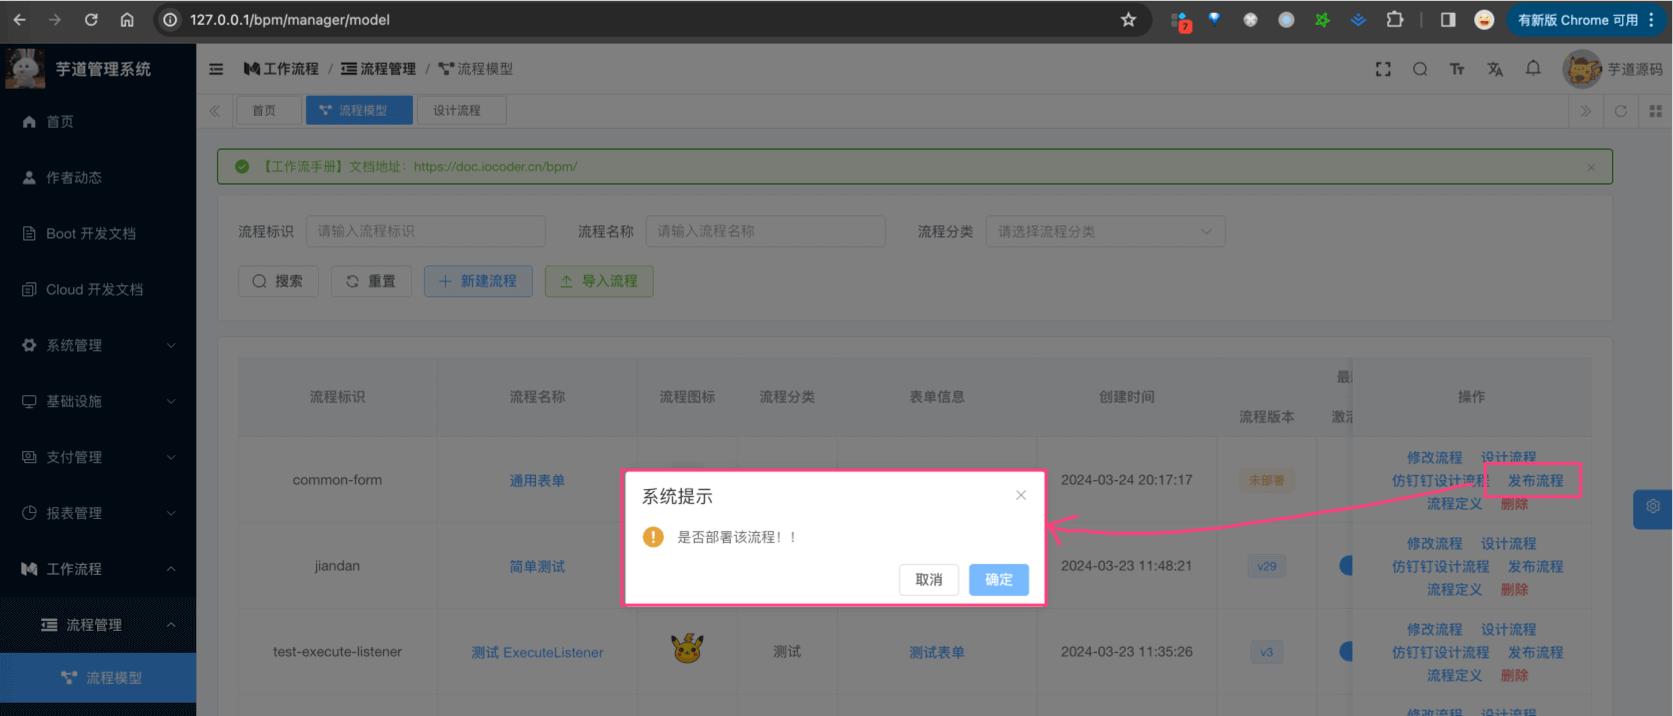 127.0.0.1/bpm/manager/model
7
有新版 Chrome 可用
芋道管理系统
工作流程 / 流程管理 / 流程模型
芋道源码
首页
流程模型
设计流程
首页
作者动态
Boot 开发文档
Cloud 开发文档
系统管理
基础设施
支付管理
报表管理
工作流程
流程管理
流程模型
【工作流手册】文档地址：https://doc.iocoder.cn/bpm/
流程标识 请输入流程标识 流程名称 请输入流程名称 流程分类 请选择流程分类
搜索 重置 新建流程 导入流程
流程标识 流程名称 流程图标 流程分类 表单信息 创建时间 流程版本 操作
common-form 通用表单 2024-03-24 20:17:17 未部署
修改流程 设计流程
仿钉钉设计流程 发布流程
流程定义 删除
系统提示
是否部署该流程！！
取消 确定
jiandan 简单测试 2024-03-23 11:48:21 v29
修改流程 设计流程
仿钉钉设计流程 发布流程
流程定义 删除
test-execute-listener 测试 ExecuteListener 测试 测试表单 2024-03-23 11:35:26 v3
修改流程 设计流程
仿钉钉设计流程 发布流程
流程定义 删除
修改流程 设计流程